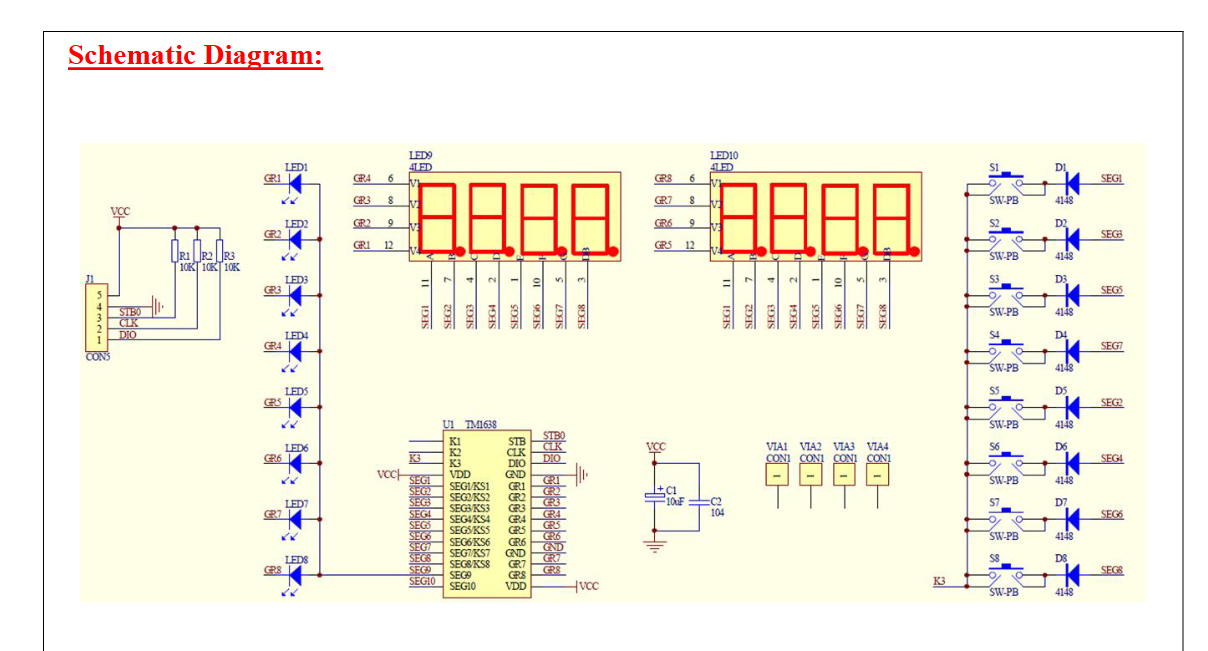 Schematic Diagram:
VCC
R1
10K
R2
10K
R3
10K
J1
5
4
3
2
1
STB0
CLK
DIO
CON5
LED1
GR1
LED2
GR2
LED3
GR3
LED4
GR4
LED5
GR5
LED6
GR6
LED7
GR7
LED8
GR8
LED9
4LED
GR4 6 V1
GR3 8 V2
GR2 9 V3
GR1 12 V4
A B C D E F G DB
11 7 4 2 1 10 5 3
SEG1 SEG2 SEG3 SEG4 SEG5 SEG6 SEG7 SEG8
LED10
4LED
GR8 6 V1
GR7 8 V2
GR6 9 V3
GR5 12 V4
A B C D E F G DB
11 7 4 2 1 10 5 3
SEG1 SEG2 SEG3 SEG4 SEG5 SEG6 SEG7 SEG8
U1 TM1638
K1 STB STB0
K2 CLK CLK
K3 K3 DIO DIO
VCC VDD GND
SEG1 SEG1/KS1 GR1 GR1
SEG2 SEG2/KS2 GR2 GR2
SEG3 SEG3/KS3 GR3 GR3
SEG4 SEG4/KS4 GR4 GR4
SEG5 SEG5/KS5 GR5 GR5
SEG6 SEG6/KS6 GR6 GR6
SEG7 SEG7/KS7 GND GND
SEG8 SEG8/KS8 GR7 GR7
SEG9 SEG9 GR8 GR8
SEG10 SEG10 VDD VCC
VCC
+
C1
10uF
C2
104
VIA1 VIA2 VIA3 VIA4
CON1 CON1 CON1 CON1
1 1 1 1
S1 D1 SEG1
SW-PB 4148
S2 D2 SEG3
SW-PB 4148
S3 D3 SEG5
SW-PB 4148
S4 D4 SEG7
SW-PB 4148
S5 D5 SEG2
SW-PB 4148
S6 D6 SEG4
SW-PB 4148
S7 D7 SEG6
SW-PB 4148
S8 D8 SEG8
K3
SW-PB 4148